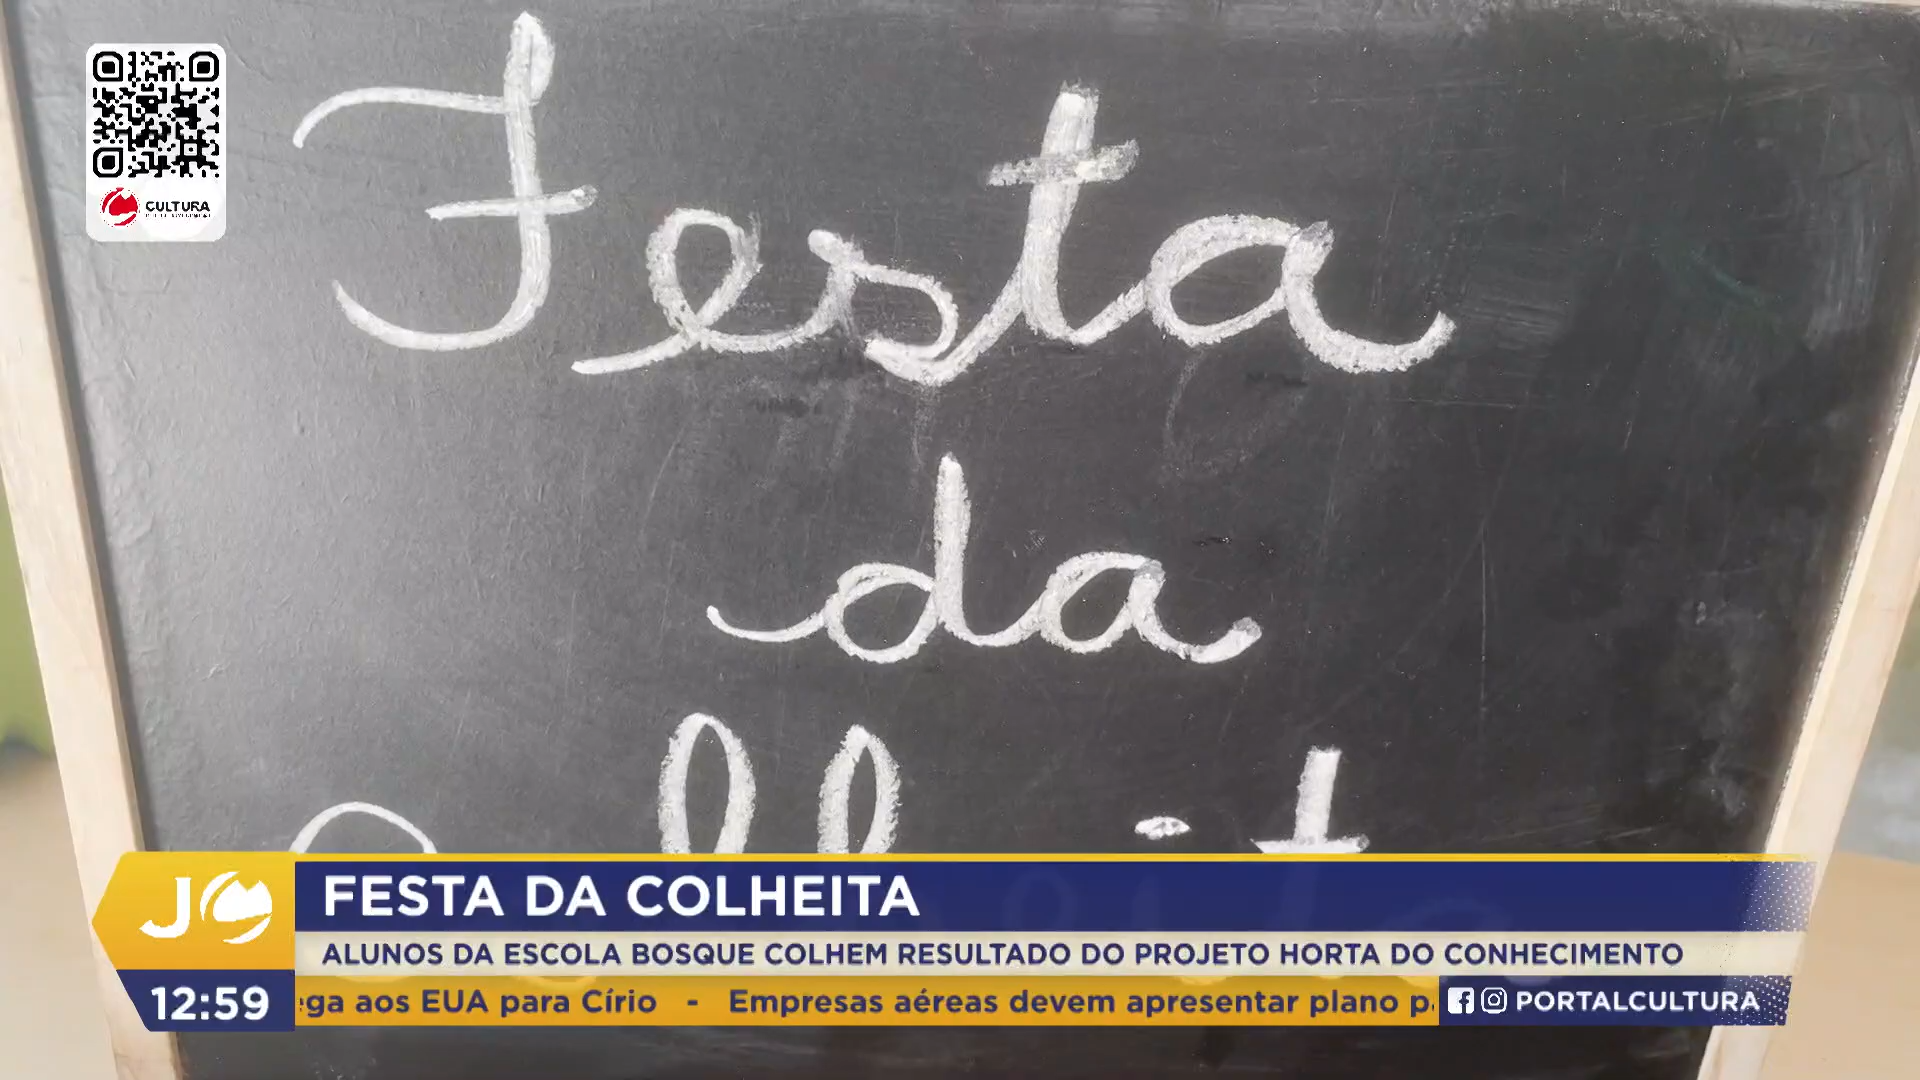 CULTURA
Festa
da
FESTA DA COLHEITA
ALUNOS DA ESCOLA BOSQUE COLHEM RESULTADO DO PROJETO HORTA DO CONHECIMENTO
12:59
ega aos EUA para Círio - Empresas aéreas devem apresentar plano p
PORTALCULTURA